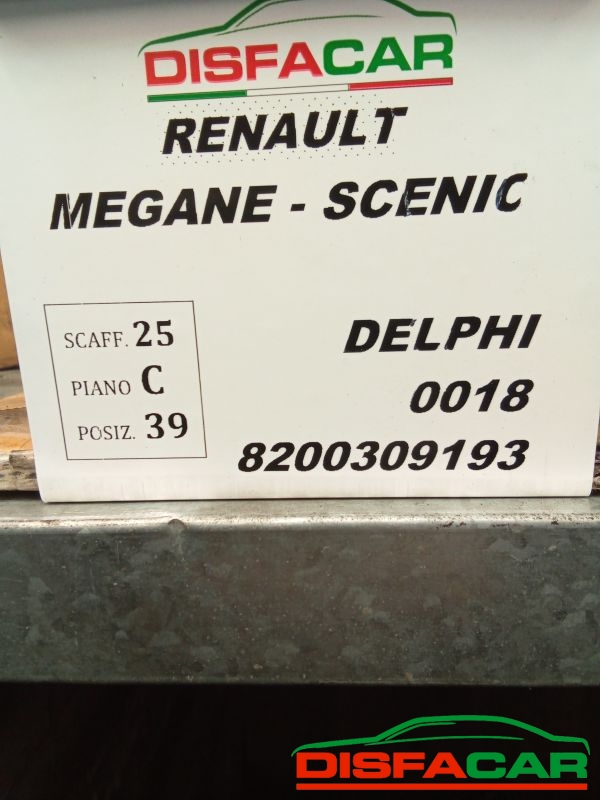 DISFACAR
RENAULT
MEGANE - SCENIC
SCAFF. 25
PIANO C
POSIZ. 39
DELPHI
0018
8200309193
DISFACAR